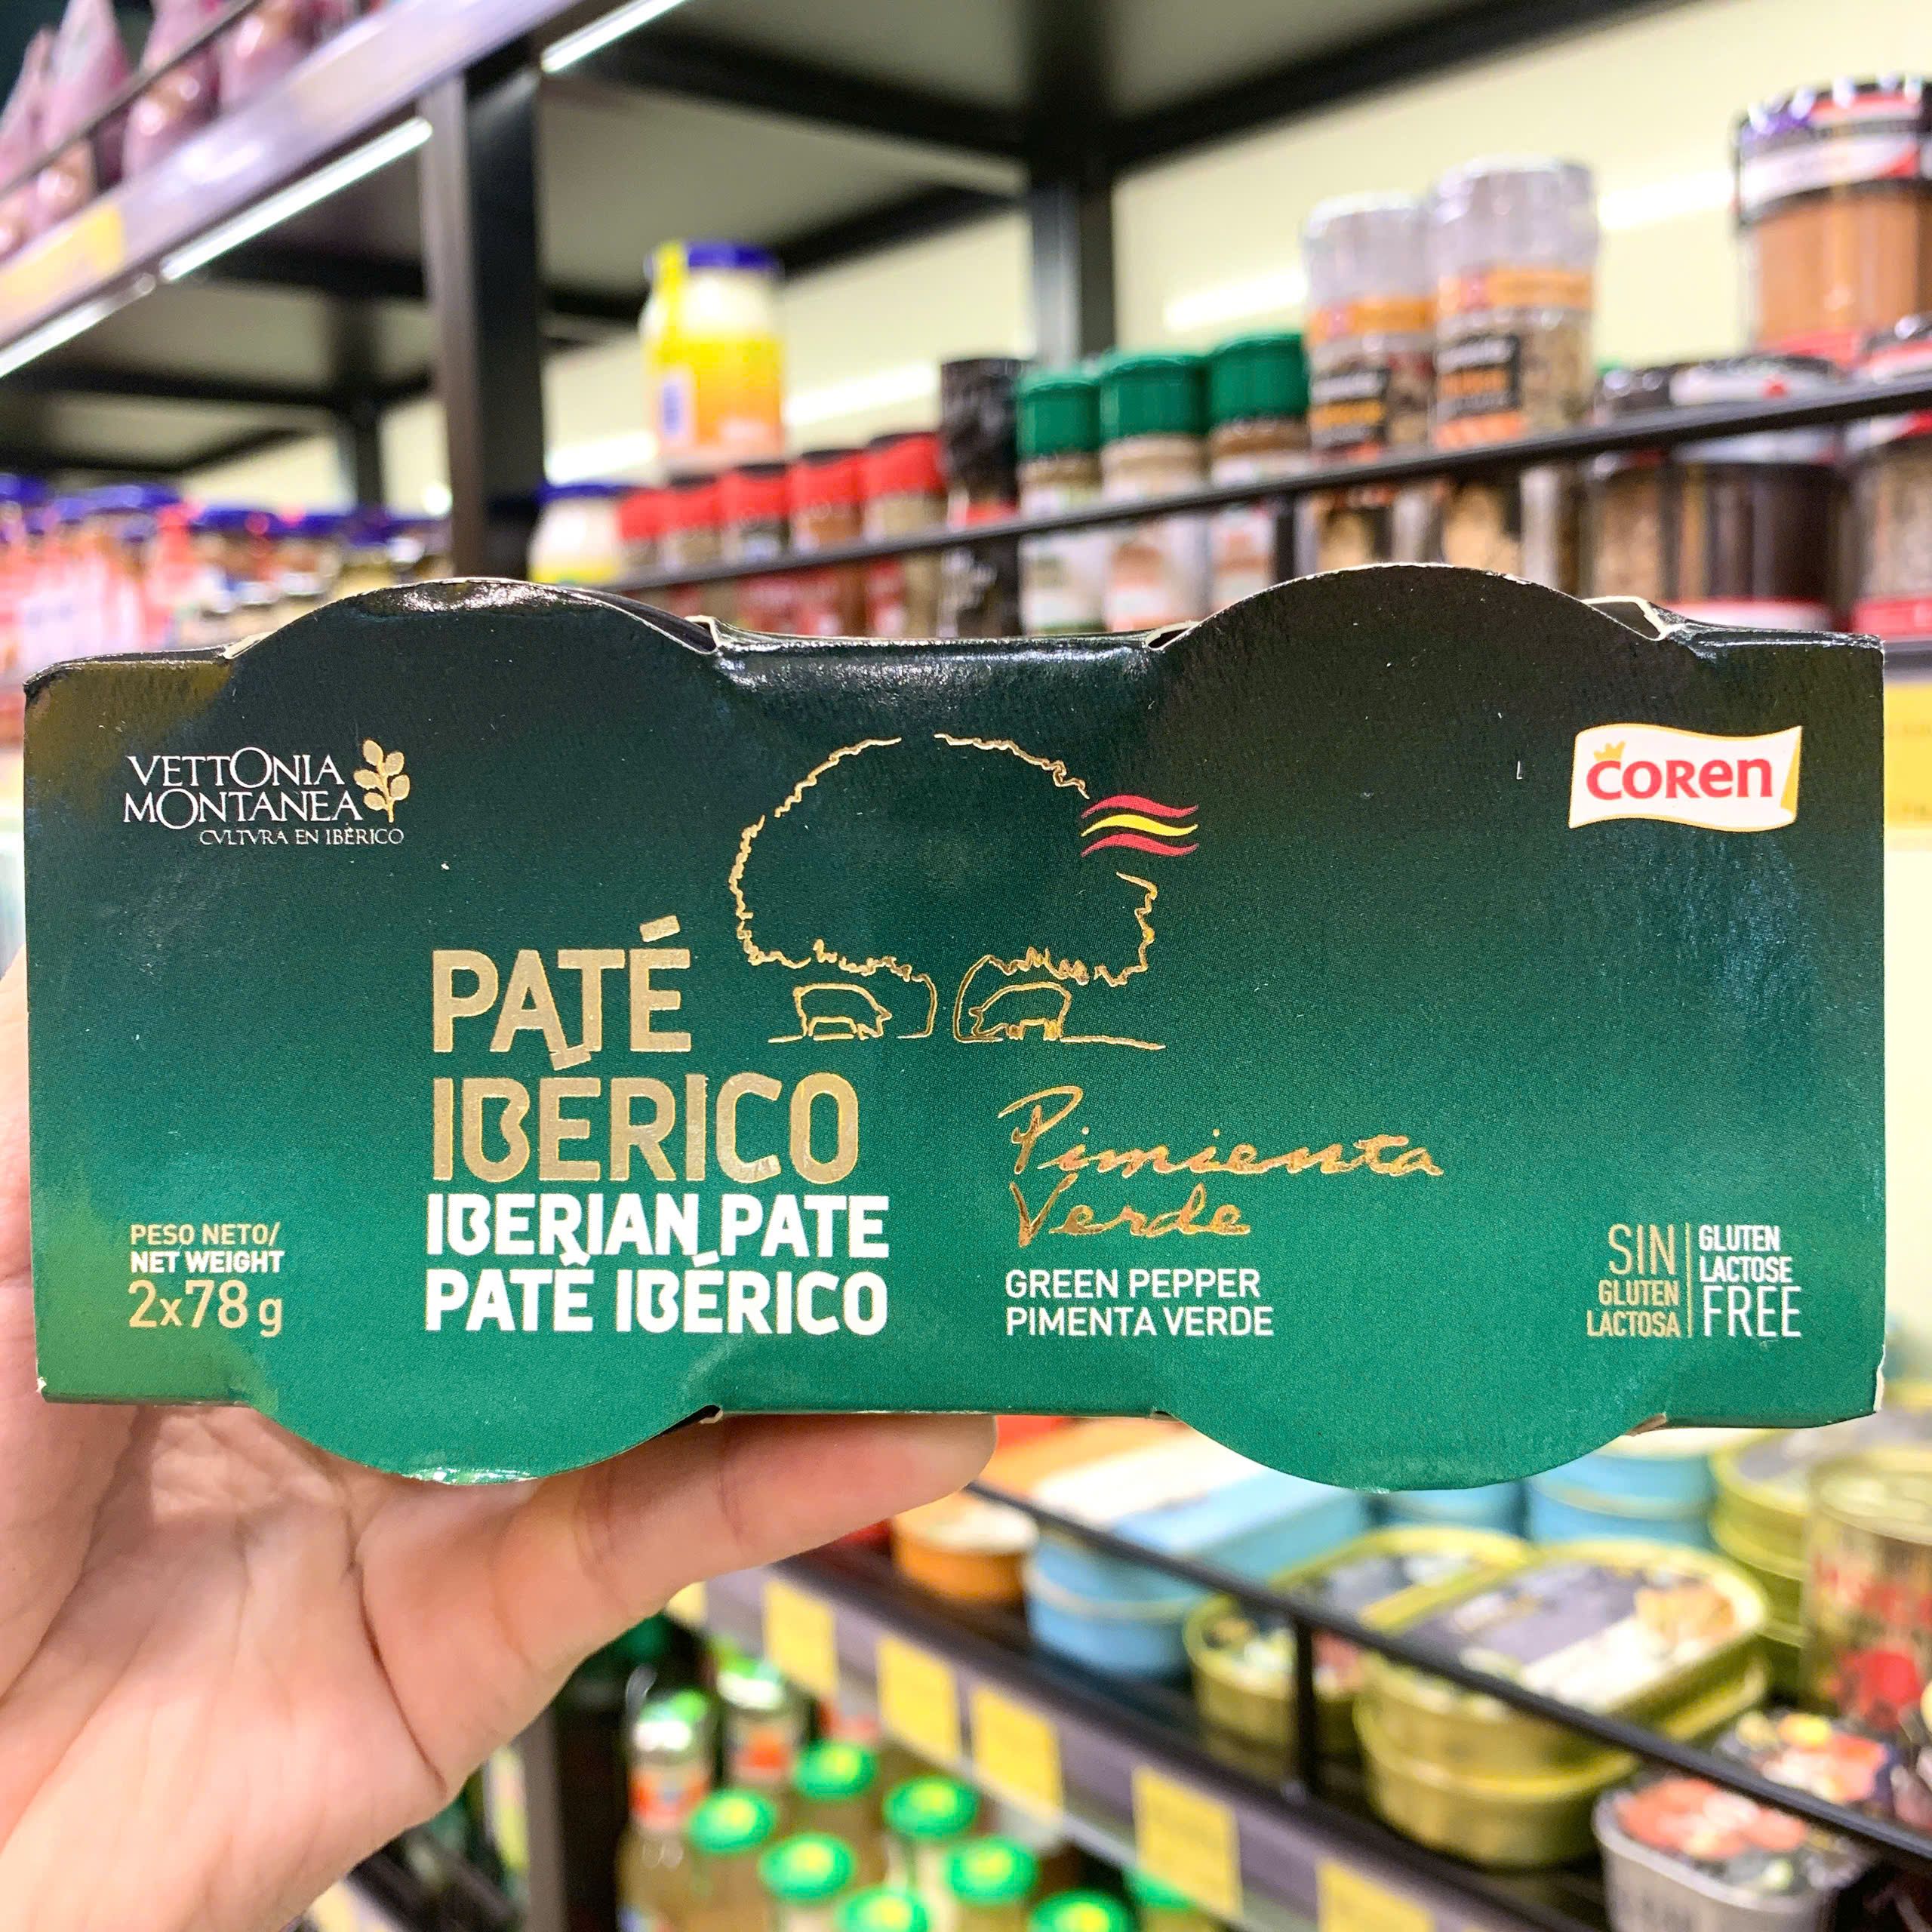 VETTONIA
MONTANEA
CVLTVRA EN IBÉRICO
COREN
PATÉ
IBÉRICO
IBERIAN PATE
PATÊ IBÉRICO
Pimienta
Verde
GREEN PEPPER
PIMENTA VERDE
PESO NETO/
NET WEIGHT
2x78 g
SIN
GLUTEN
LACTOSA
GLUTEN
LACTOSE
FREE